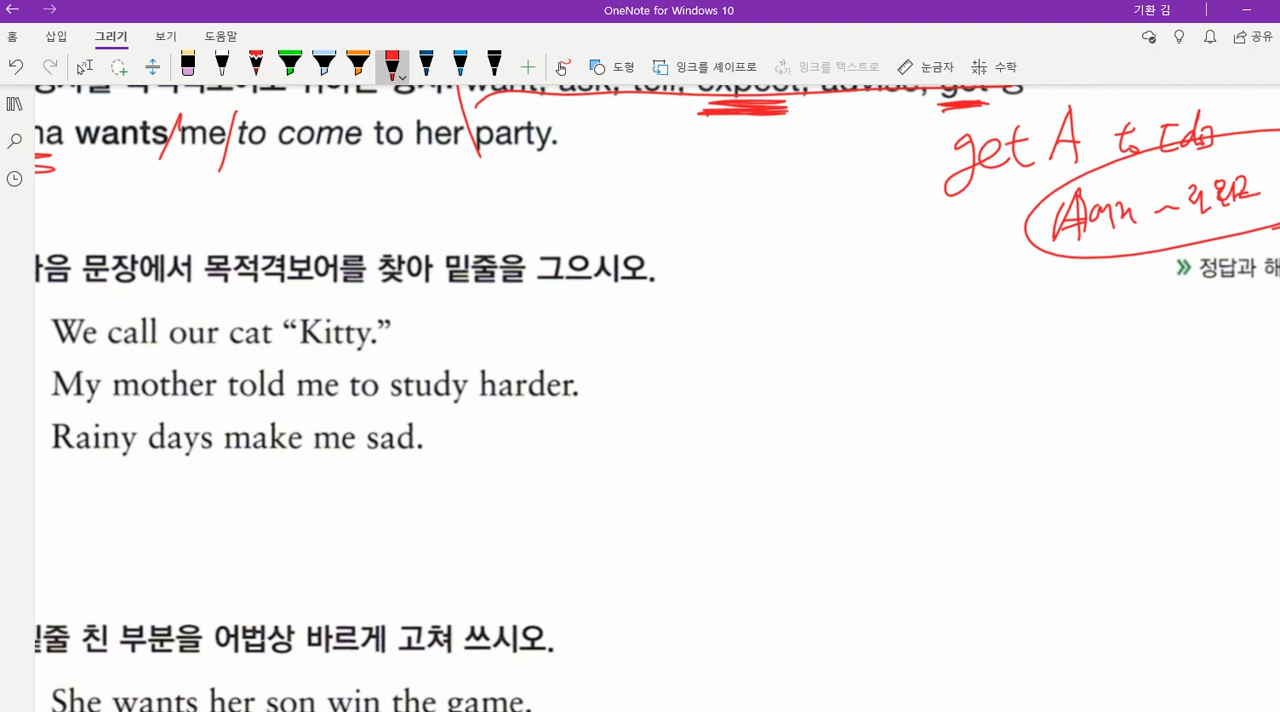 OneNote for Windows 10
기환 김
홈 삽입 그리기 보기 도움말
공유
도형 잉크를 셰이프로 잉크를 텍스트로 눈금자 수학
want, ask, tell, expect, advise, get 등
wants me to come to her party.
get A to do
문장에서 목적격보어를 찾아 밑줄을 그으시오.
» 정답과 해
We call our cat “Kitty.”
My mother told me to study harder.
Rainy days make me sad.
친 부분을 어법상 바르게 고쳐 쓰시오.
She wants her son win the game.